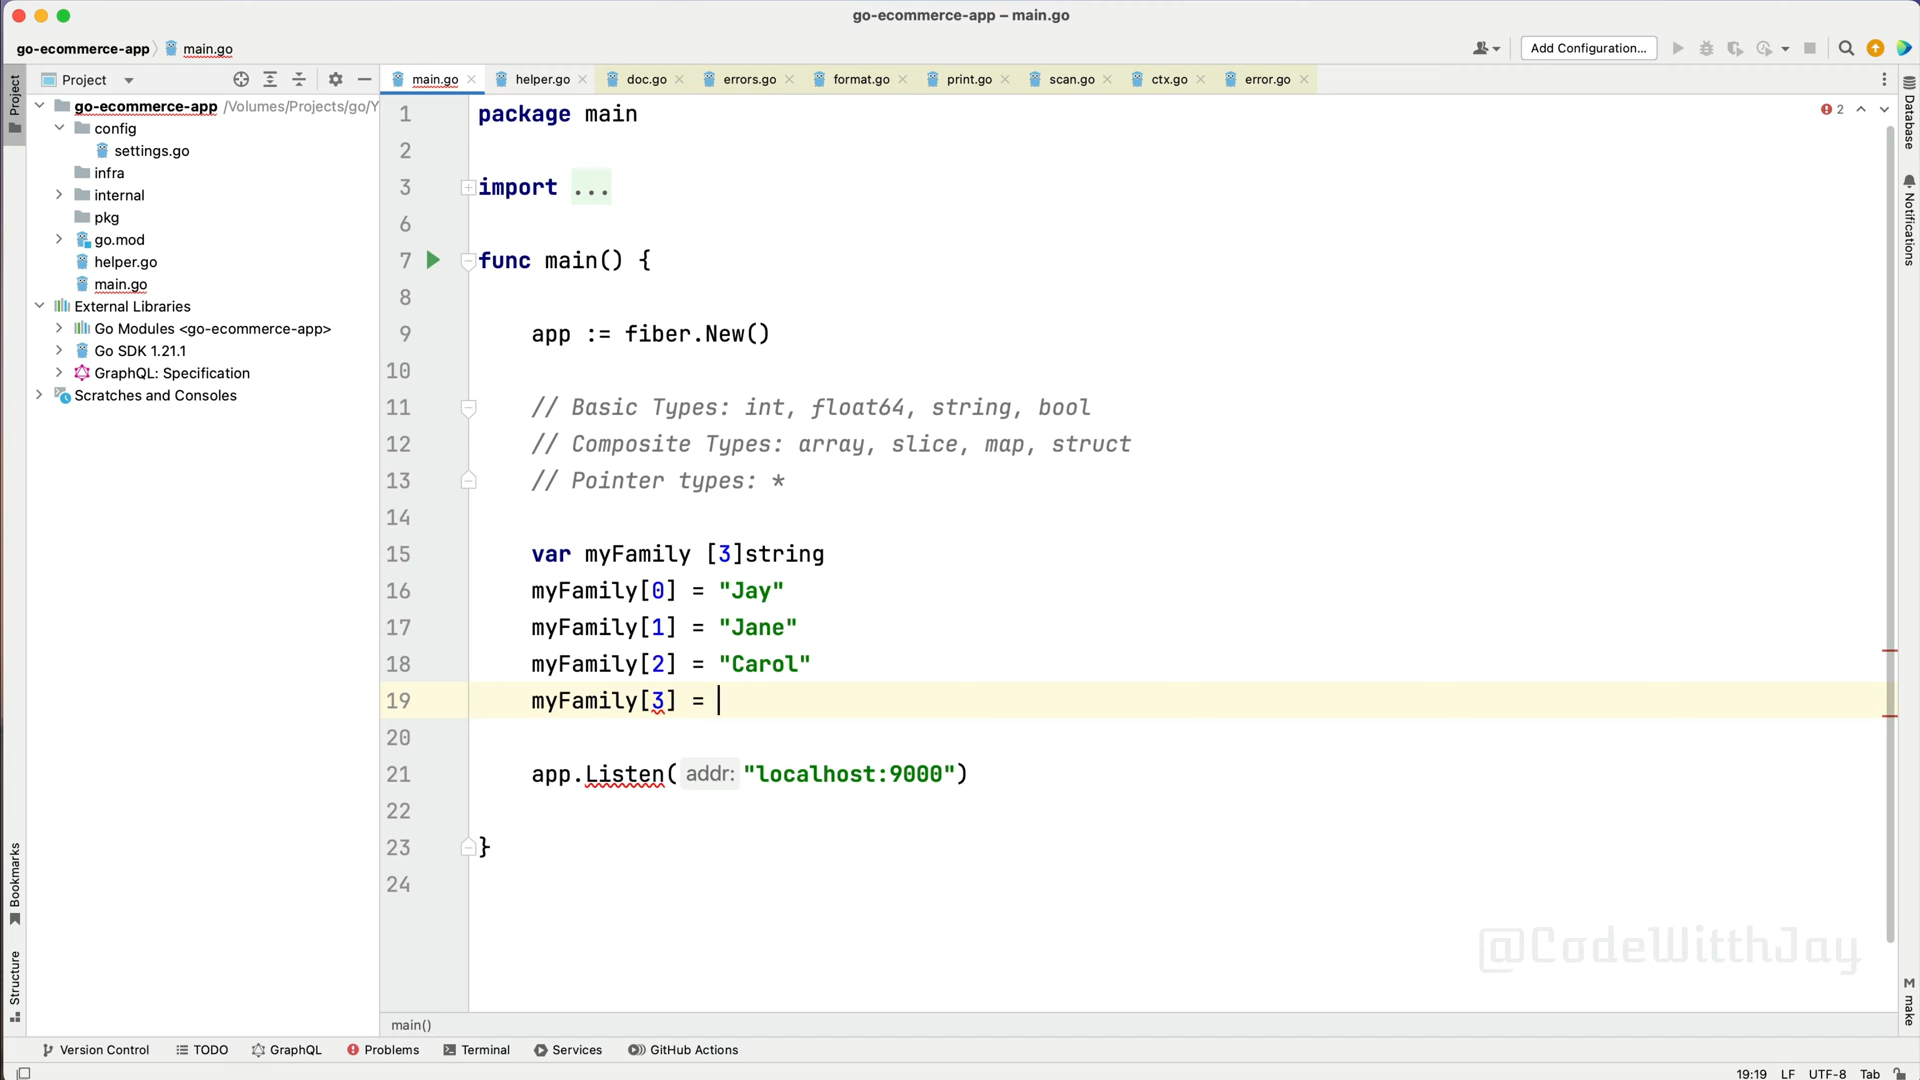 go-ecommerce-app – main.go
go-ecommerce-app main.go
Add Configuration...
Project
Project
main.go helper.go doc.go errors.go format.go print.go scan.go ctx.go error.go
go-ecommerce-app /Volumes/Projects/go/Y
config
settings.go
infra
internal
pkg
go.mod
helper.go
main.go
External Libraries
Go Modules <go-ecommerce-app>
Go SDK 1.21.1
GraphQL: Specification
Scratches and Consoles
2
1 package main
2
3 import ...
6
7 func main() {
8
9 app := fiber.New()
10
11 // Basic Types: int, float64, string, bool
12 // Composite Types: array, slice, map, struct
13 // Pointer types: *
14
15 var myFamily [3]string
16 myFamily[0] = "Jay"
17 myFamily[1] = "Jane"
18 myFamily[2] = "Carol"
19 myFamily[3] =
20
21 app.Listen( addr: "localhost:9000")
22
23 }
24
Database
Notifications
M make
Bookmarks
Structure
@CodeWitthJay
main()
Version Control TODO GraphQL Problems Terminal Services GitHub Actions
19:19 LF UTF-8 Tab